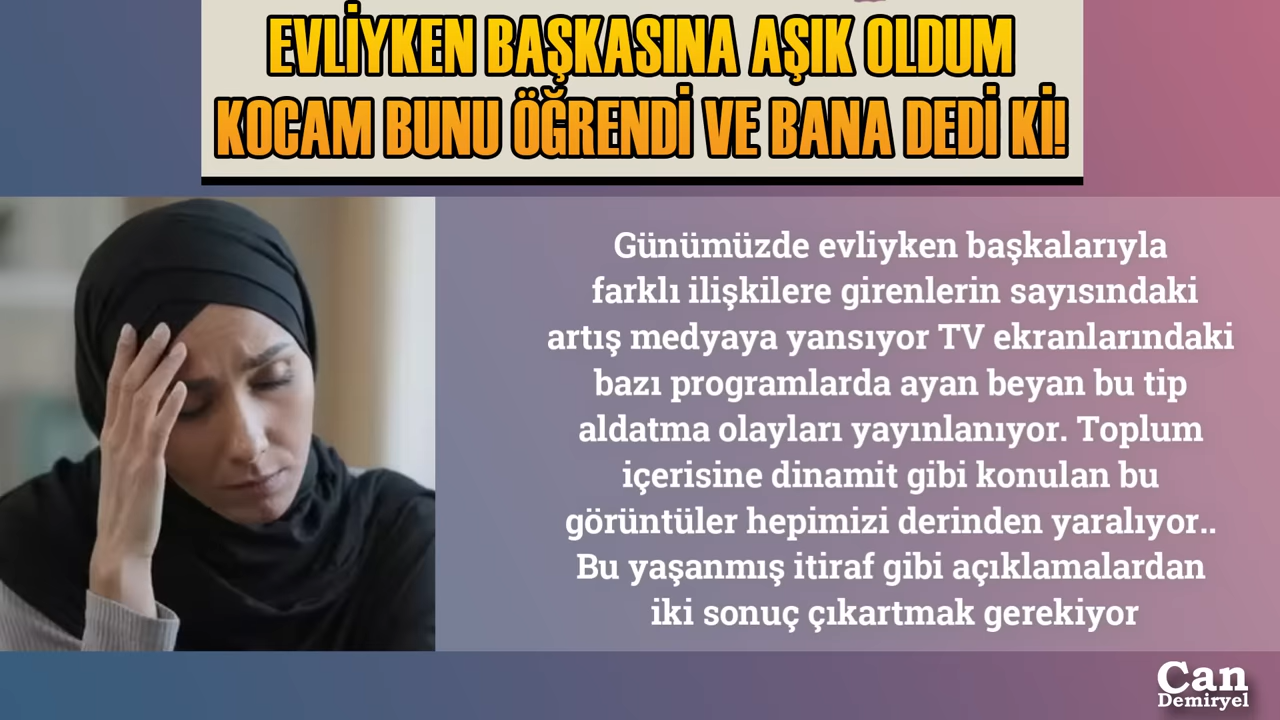 EVLİYKEN BAŞKASINA AŞIK OLDUM
KOCAM BUNU ÖĞRENDİ VE BANA DEDİ Kİ!
Günümüzde evliyken başkalarıyla
farklı ilişkilere girenlerin sayısındaki
artış medyaya yansıyor TV ekranlarındaki
bazı programlarda ayan beyan bu tip
aldatma olayları yayınlanıyor. Toplum
içerisine dinamit gibi konulan bu
görüntüler hepimizi derinden yaralıyor..
Bu yaşanmış itiraf gibi açıklamalardan
iki sonuç çıkartmak gerekiyor
Can
Demiryel